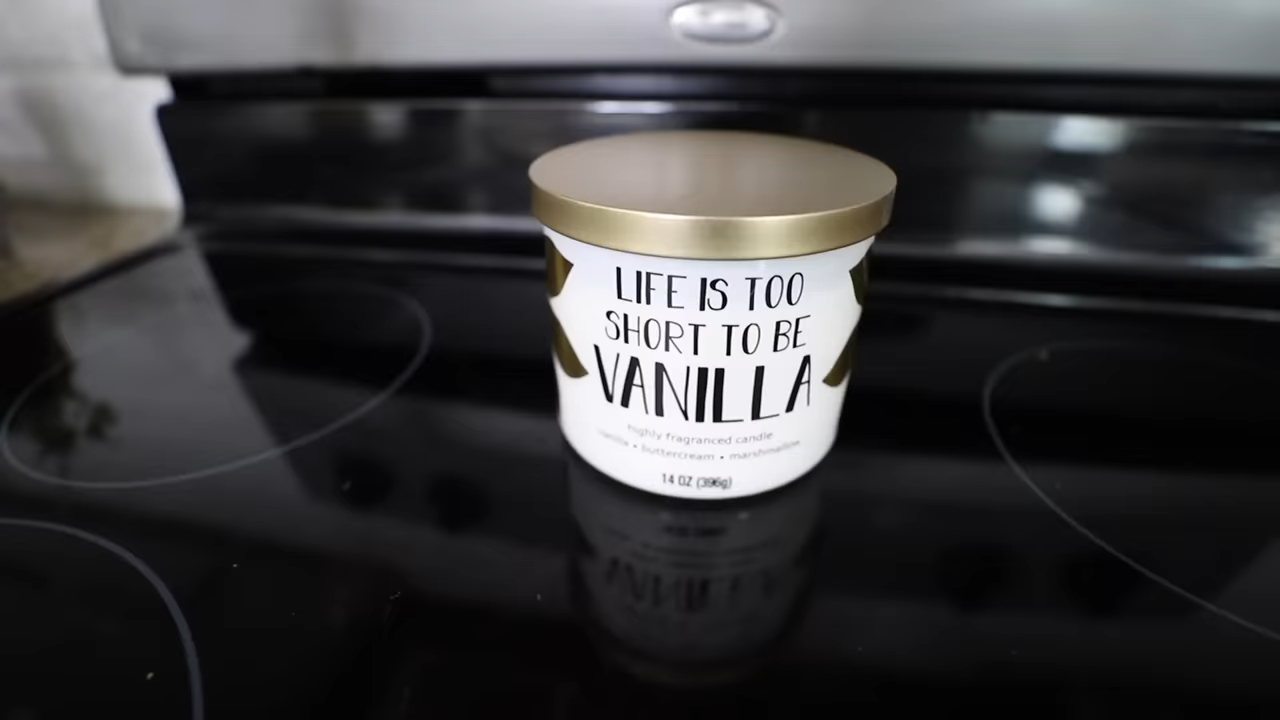 LIFE IS TOO
SHORT TO BE
VANILLA
highly fragranced candle
vanilla • buttercream • marshmallow
14 OZ (396g)